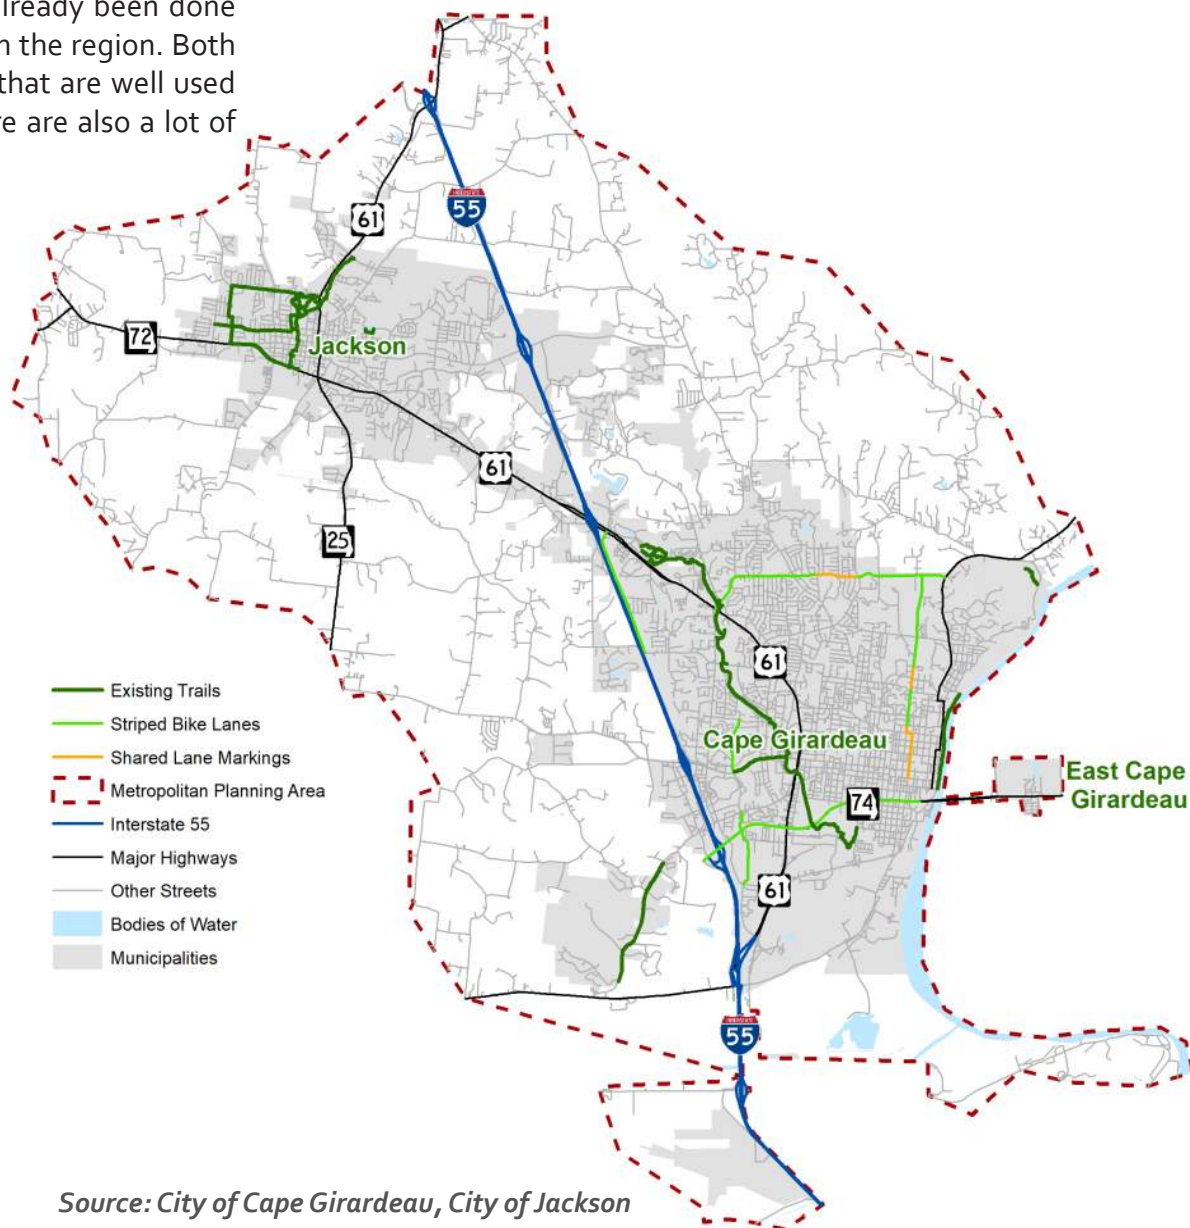 lready been done
n the region. Both
that are well used
re are also a lot of
61
INTERSTATE
55
72
Jackson
61
25
61
Cape Girardeau
East Cape
Girardeau
74
61
Existing Trails
Striped Bike Lanes
Shared Lane Markings
Metropolitan Planning Area
Interstate 55
Major Highways
Other Streets
Bodies of Water
Municipalities
INTERSTATE
55
Source: City of Cape Girardeau, City of Jackson